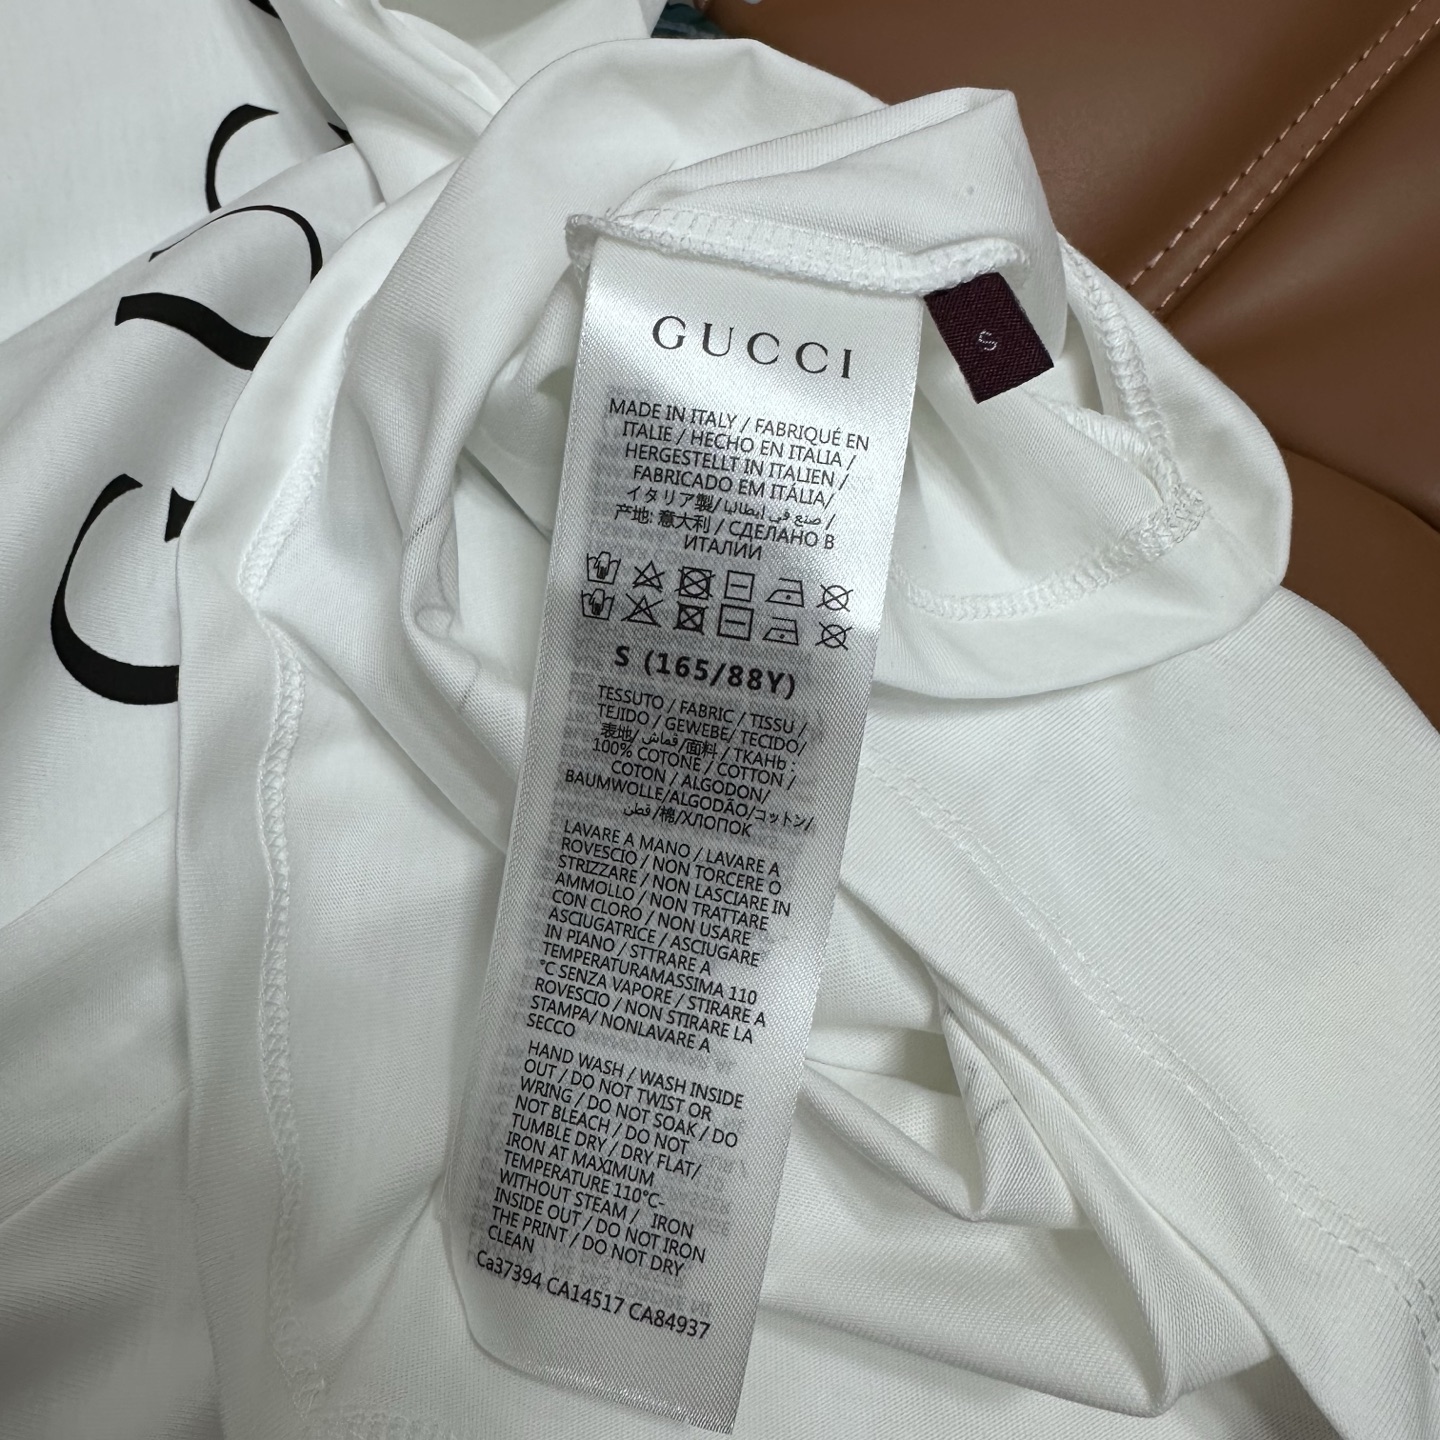 GUCCI
S
MADE IN ITALY / FABRIQUÉ EN
ITALIE / HECHO EN ITALIA /
HERGESTELLT IN ITALIEN /
FABRICADO EM ITÁLIA/
イタリア製/ صنع في إيطاليا /
产地: 意大利 / СДЕЛАНО В
ИТАЛИИ
S (165/88Y)
TESSUTO / FABRIC / TISSU /
TEJIDO / GEWEBE/ TECIDO/
表地/ قماش /面料 / TKAHb :
100% COTONE / COTTON /
COTON / ALGODON/
BAUMWOLLE/ALGODÃO/コットン/
قطن /棉/ХЛОПОК
LAVARE A MANO / LAVARE A
ROVESCIO / NON TORCERE O
STRIZZARE / NON LASCIARE IN
AMMOLLO / NON TRATTARE
CON CLORO / NON USARE
ASCIUGATRICE / ASCIUGARE
IN PIANO / STTRARE A
TEMPERATURAMASSIMA 110
°C SENZA VAPORE / STIRARE A
ROVESCIO / NON STIRARE LA
STAMPA/ NONLAVARE A
SECCO
HAND WASH / WASH INSIDE
OUT / DO NOT TWIST OR
WRING / DO NOT SOAK / DO
NOT BLEACH / DO NOT
TUMBLE DRY / DRY FLAT/
IRON AT MAXIMUM
TEMPERATURE 110°C-
WITHOUT STEAM / IRON
INSIDE OUT / DO NOT IRON
THE PRINT / DO NOT DRY
CLEAN
Ca37394 CA14517 CA84937